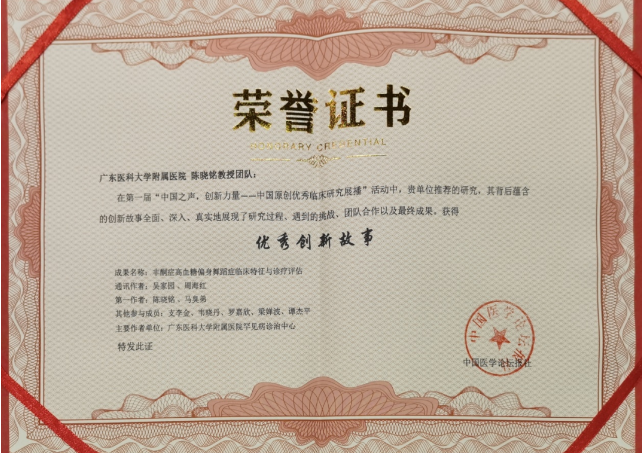 荣誉证书
HONORARY CREDENTIAL
广东医科大学附属医院 陈晓铭教授团队：
在第一届“中国之声，创新力量——中国原创优秀临床研究展播”活动中，贵单位推荐的研究，其背后蕴含
的创新故事全面、深入、真实地展现了研究过程、遇到的挑战、团队合作以及最终成果，获得
优秀创新故事
成果名称：非酮症高血糖偏身舞蹈症临床特征与诊疗评估
通讯作者：吴家园、周海红
第一作者：陈晓铭、马奂弟
其他参与成员：支李金、韦晓丹、罗嘉欣、梁婵波、谭杰平
主要作者单位：广东医科大学附属医院罕见病诊治中心
特发此证
中国医学论坛报社
中国医学论坛报社